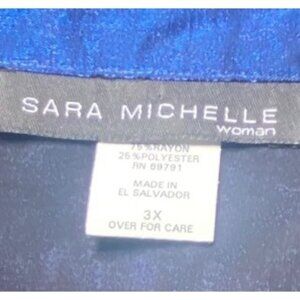 SARA MICHELLE
woman
75%RAYON
25%POLYESTER
RN 69791
MADE IN
EL SALVADOR
3X
OVER FOR CARE